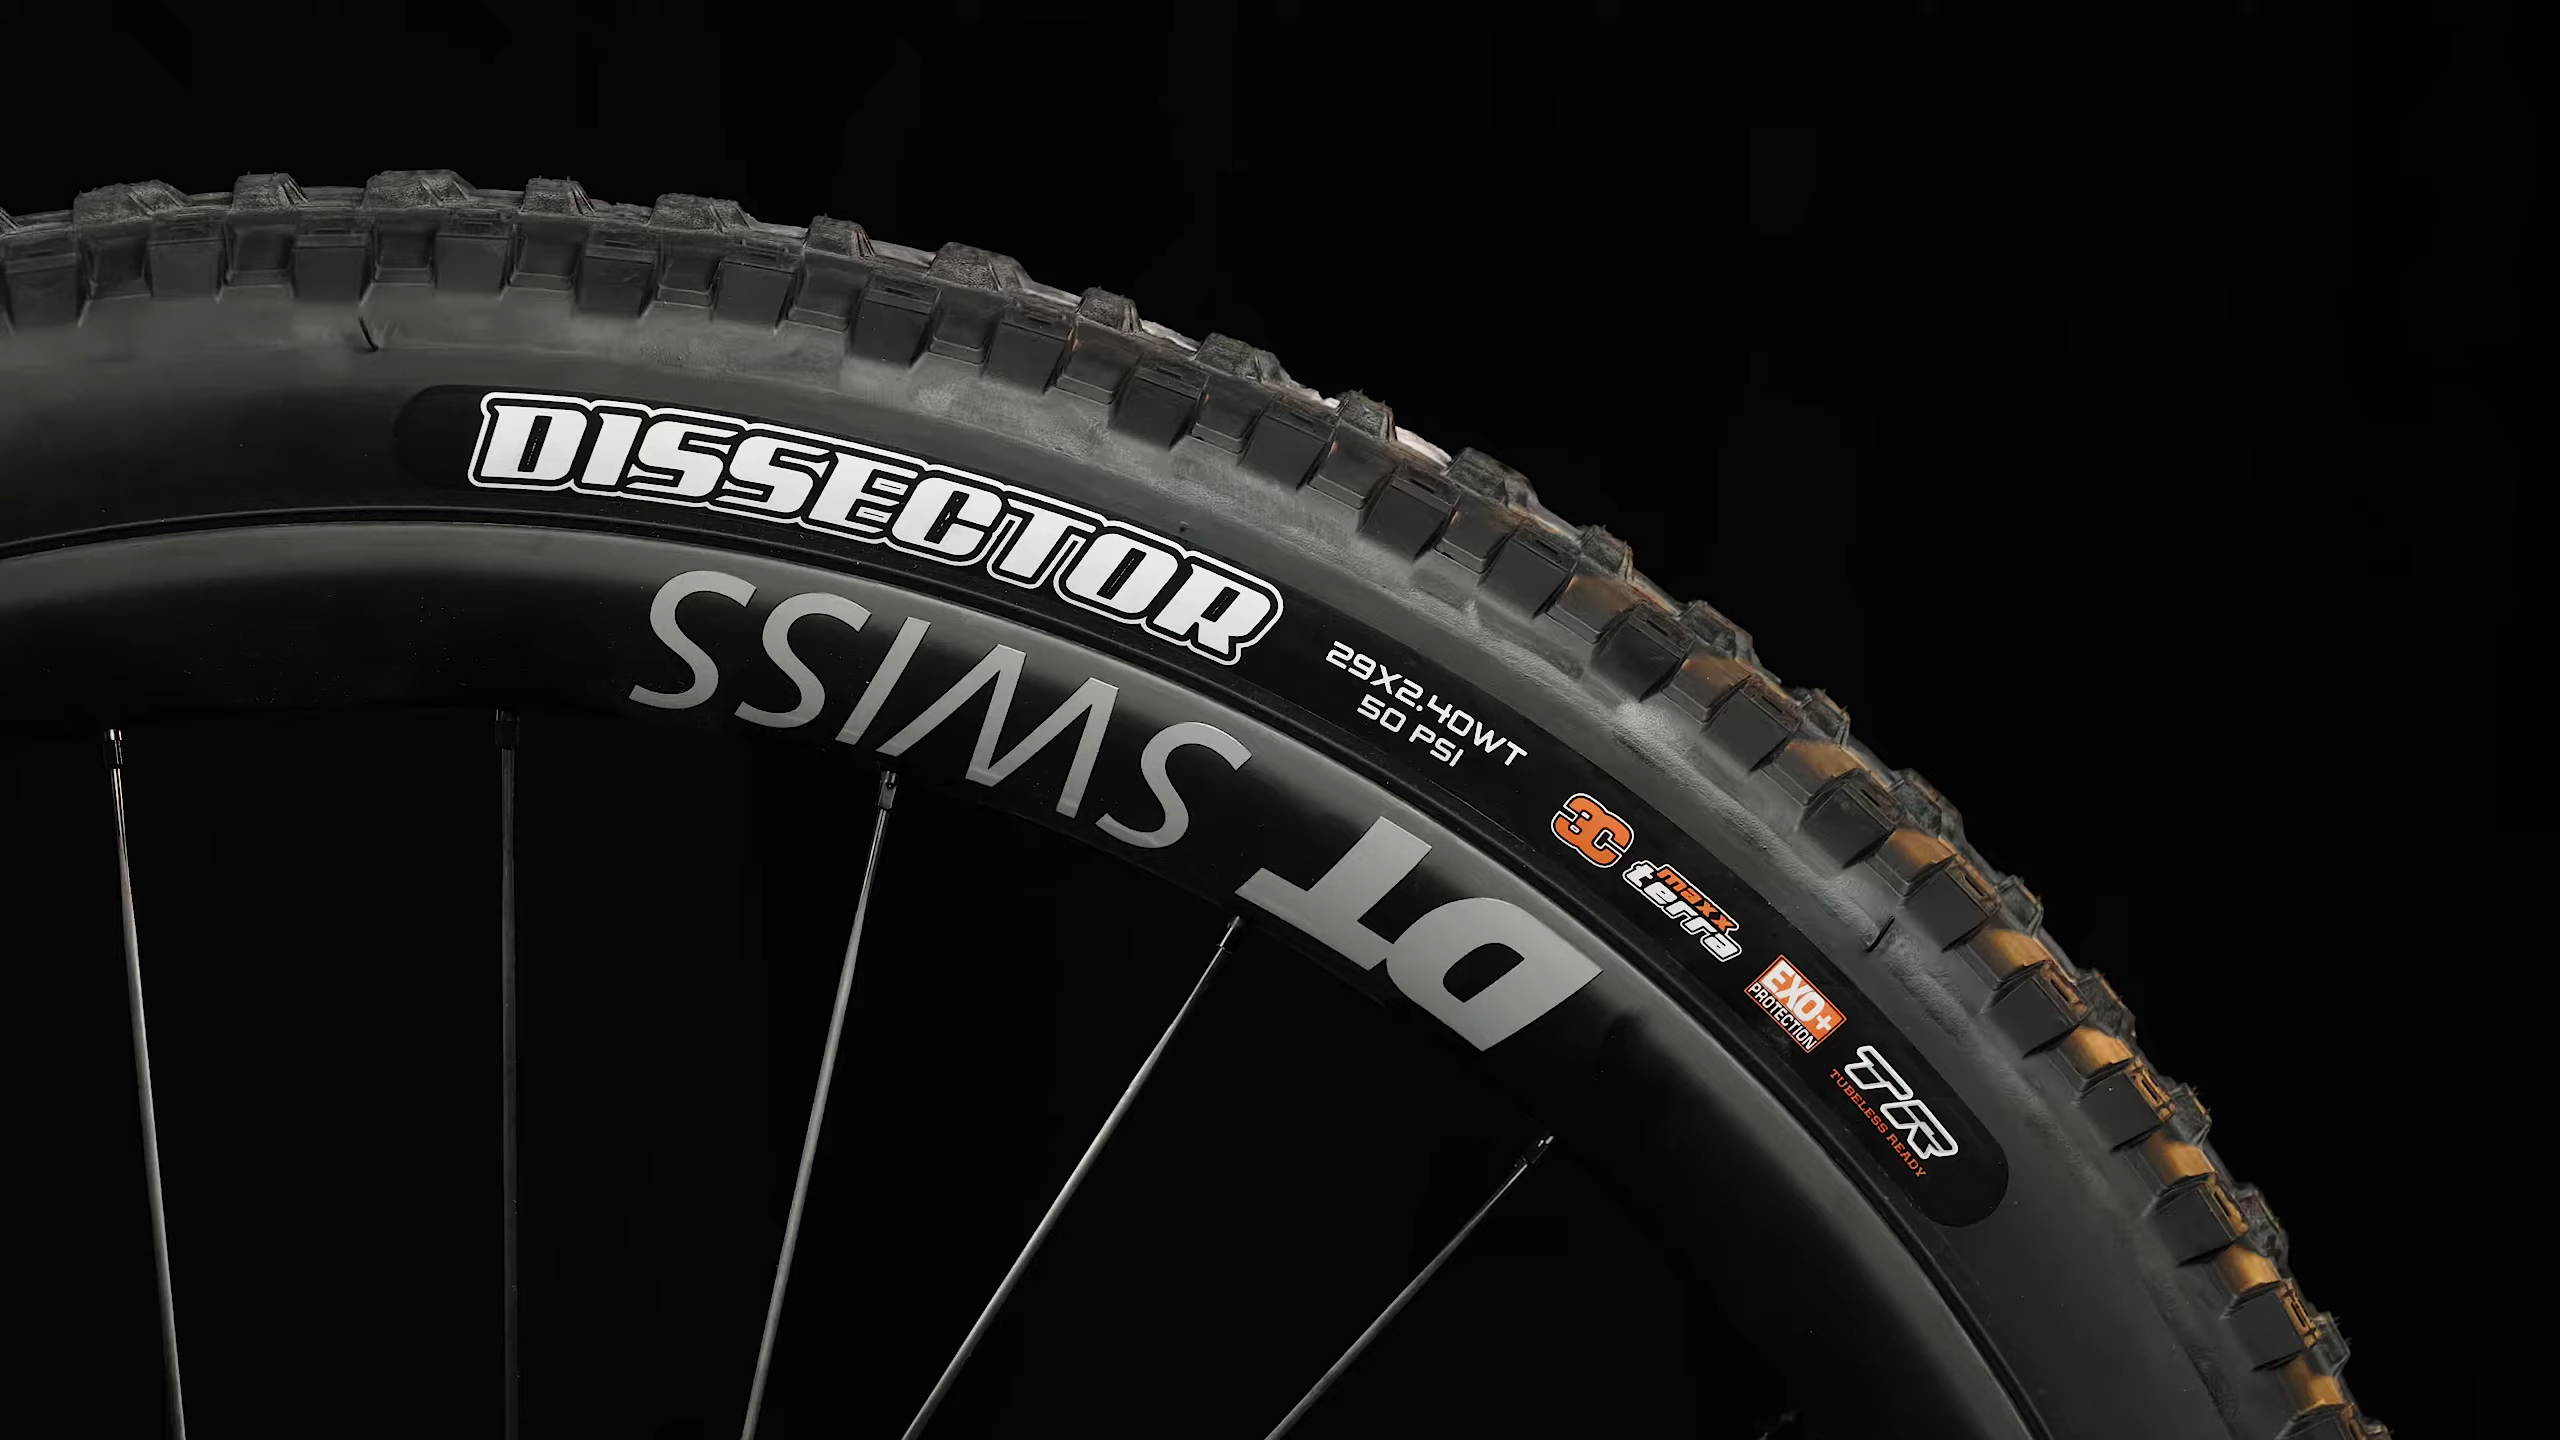 DISSECTOR
29X2.40WT
50 PSI
3C
maxx
terra
EXO+
PROTECTION
TR
TUBELESS READY
DT SWISS